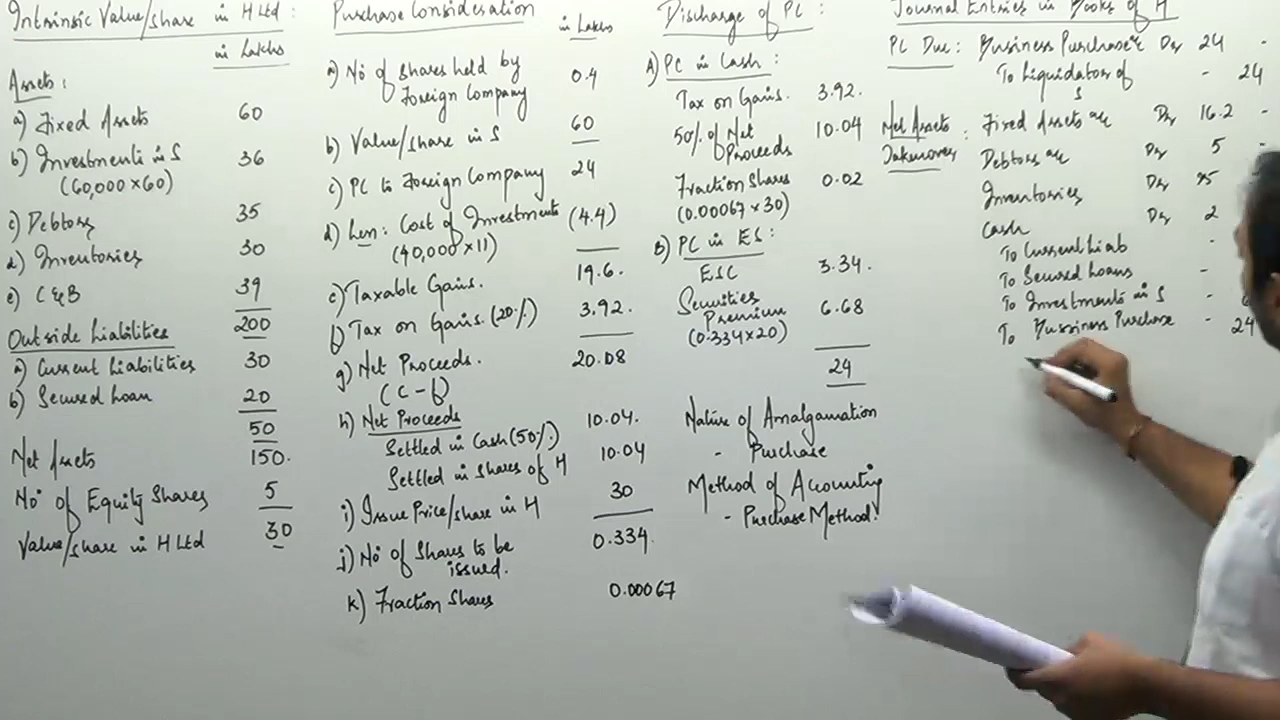 Intrinsic Value/share in H Ltd :
in Lakhs
Assets :
a) Fixed Assets 60
b) Investments in S 36
(60,000 x 60)
c) Debtors 35
d) Inventories 30
e) C & B 39
200
Outside Liabilities
a) Current Liabilities 30
b) Secured Loan 20
50
Net Assets 150.
No of Equity Shares 5
Value/share in H Ltd 30
Purchase Consideration
in Lakhs
a) No of shares held by 0.4
Foreign Company
b) Value/share in S 60
c) PC to Foreign Company 24
d) Less : Cost of Investments (4.4)
(40,000 x 11)
e) Taxable Gains. 19.6.
f) Tax on Gains (20%) 3.92.
g) Net Proceeds. 20.08
(C - f)
h) Net Proceeds
Settled in Cash (50%) 10.04.
Settled in shares of H 10.04
i) Issue Price/share in H 30
j) No of Shares to be 0.334
issued.
k) Fraction Shares 0.00067
Discharge of PC :
A) PC in Cash :
Tax on Gains. 3.92.
50% of Net 10.04
Proceeds
Fraction Shares 0.02
(0.00067 x 30)
B) PC in ES :
ESC 3.34.
Securities 6.68
Premium
(0.334x20)
24
Nature of Amalgamation
- Purchase
Method of Accounting
- Purchase Method.
Journal Entries in Books of H
PC Due : Business Purchase Dr 24 -
To Liquidators of - 24
S
Net Assets : Fixed Assets a/c Dr 16.2 -
Takenover Debtors a/c Dr 5 -
Inventories Dr
Cash Dr 2
To Current Liab -
To Secured Loans -
To Investments in S -
To Bussiness Purchase - 24